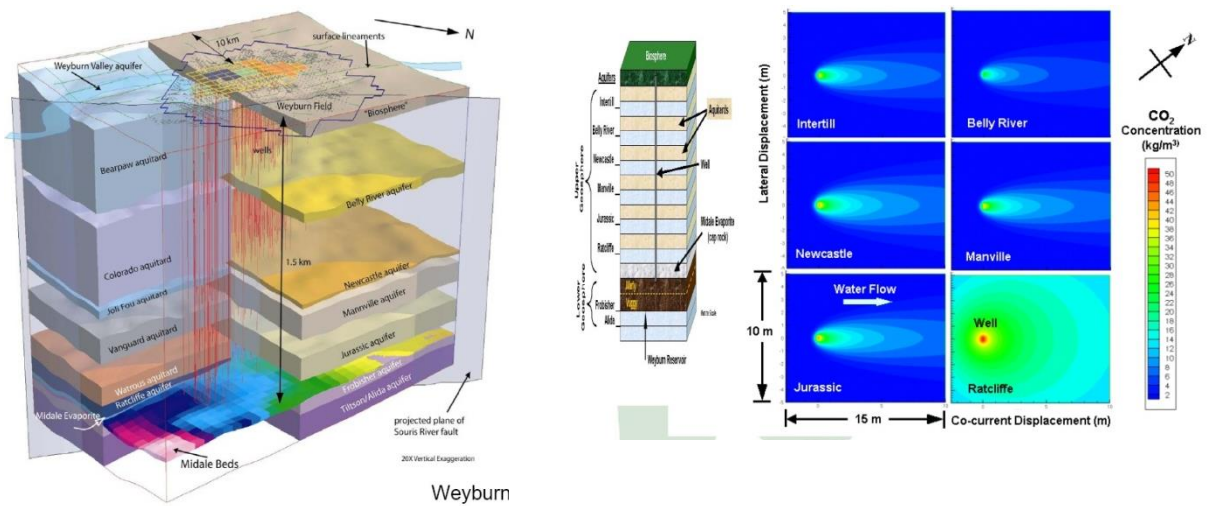 N
10 km
surface lineaments
Weyburn Valley aquifer
Weyburn Field
"Biosphere"
wells
Bearpaw aquitard
Belly River aquifer
1.5 km
Colorado aquitard
Newcastle aquifer
Joli Fou aquitard
Mannville aquifer
Vanguard aquitard
Jurassic aquifer
Watrous aquitard
Ratcliffe aquifer
Frobisher aquifer
Midale Evaporite
Tiltson/Alida aquifer
projected plane of
Souris River fault
Midale Beds
20X Vertical Exaggeration
Weyburn
Biosphere
Aquifers
Intertill
Belly River
Newcastle
Manville
Jurassic
Ratcliffe
Upper
Geosphere
Aquitards
Well
Midale Evaporite
(cap rock)
Lower
Geosphere
Frobisher
Alida
Marly
Vuggy
Weyburn Reservoir
Lateral Displacement (m)
Intertill
Belly River
Newcastle
Manville
Water Flow
Jurassic
Well
Ratcliffe
10 m
15 m
Co-current Displacement (m)
N
CO₂
Concentration
(kg/m³)
50
48
46
44
42
40
38
36
34
32
30
28
26
24
22
20
18
16
14
12
10
8
6
4
2